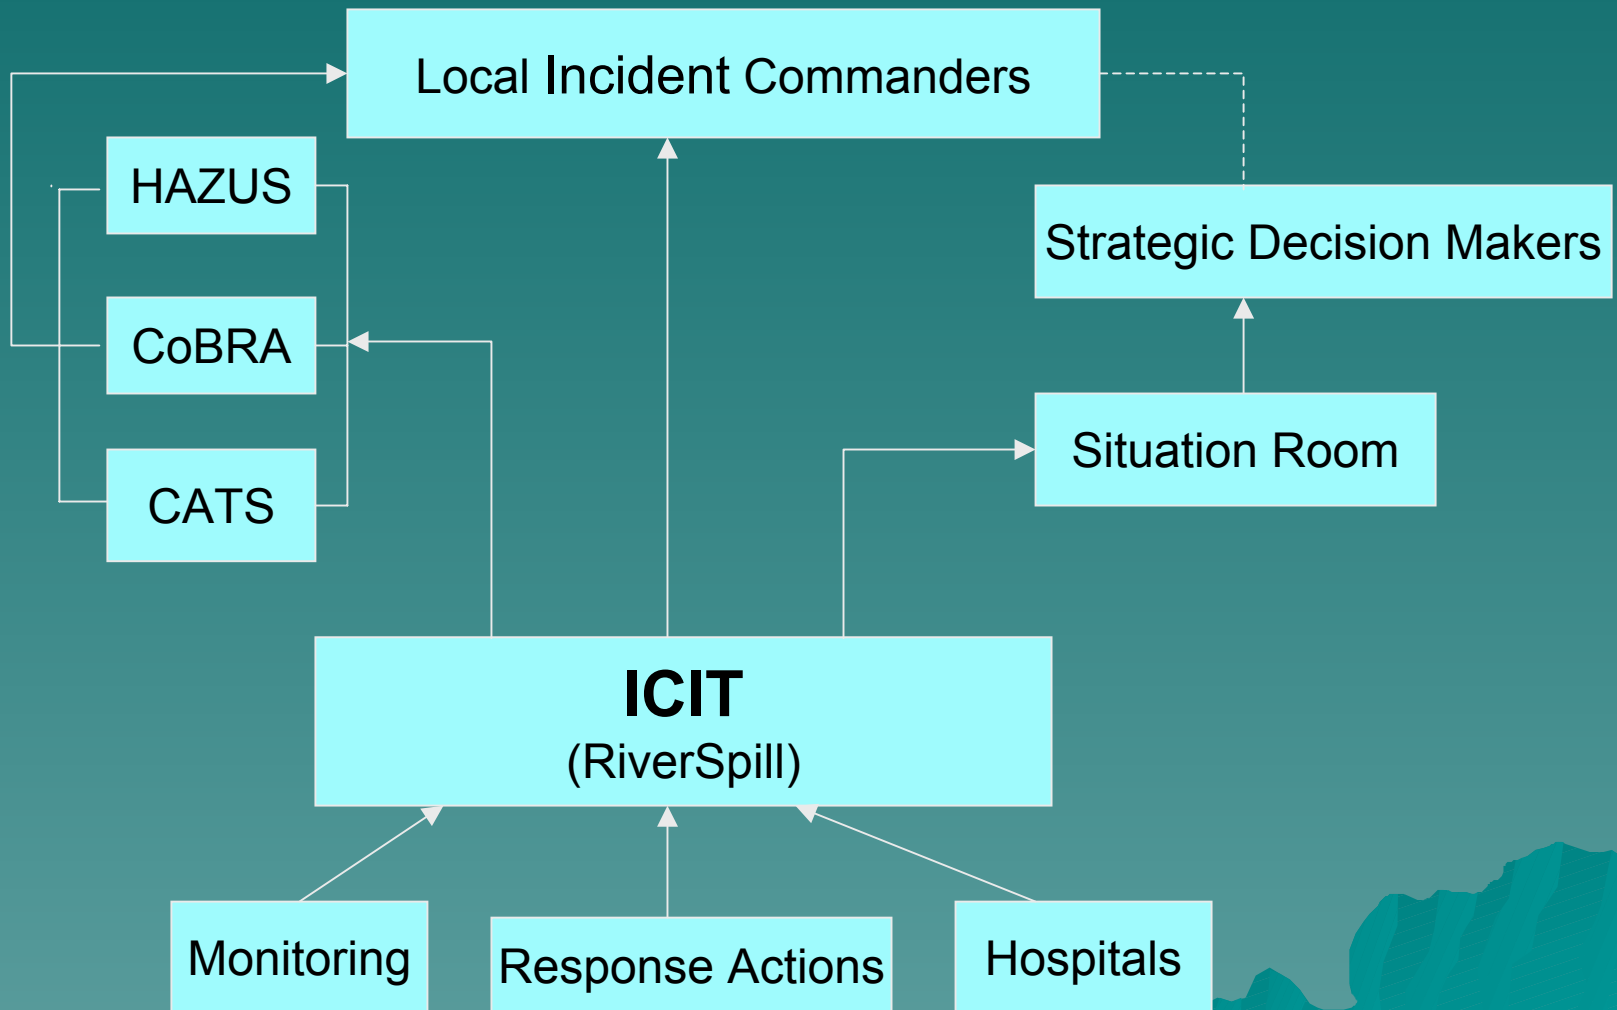 Local Incident Commanders
HAZUS
Strategic Decision Makers
CoBRA
Situation Room
CATS
ICIT
(RiverSpill)
Monitoring
Response Actions
Hospitals